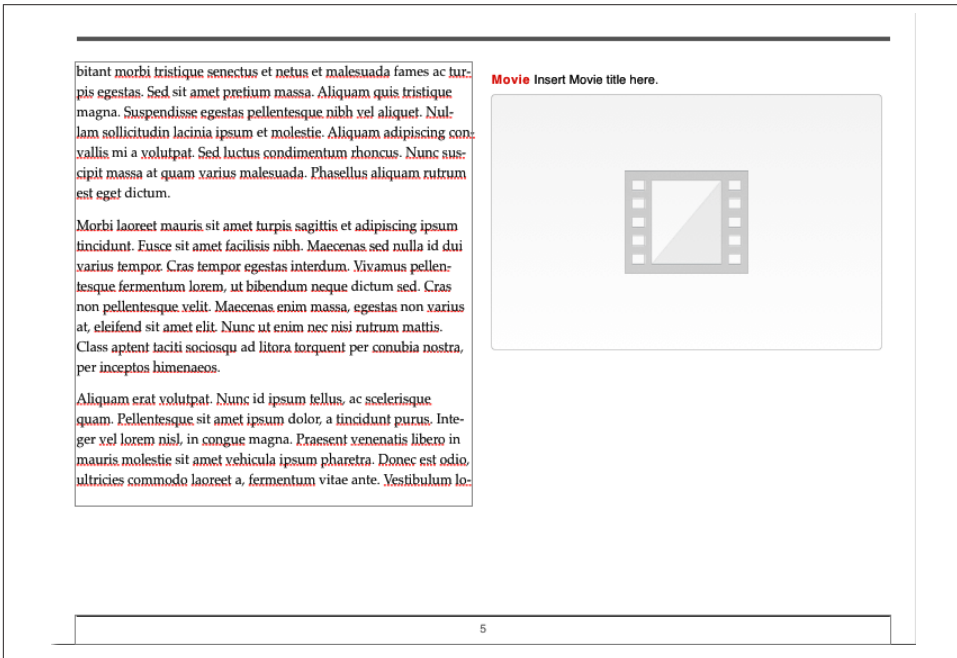 bitant morbi tristique senectus et netus et malesuada fames ac tur-
pis egestas. Sed sit amet pretium massa. Aliquam quis tristique
magna. Suspendisse egestas pellentesque nibh vel aliquet. Nul-
lam sollicitudin lacinia ipsum et molestie. Aliquam adipiscing con-
vallis mi a volutpat. Sed luctus condimentum rhoncus. Nunc sus-
cipit massa at quam varius malesuada. Phasellus aliquam rutrum
est eget dictum.
Morbi laoreet mauris sit amet turpis sagittis et adipiscing ipsum
tincidunt. Fusce sit amet facilisis nibh. Maecenas sed nulla id dui
varius tempor. Cras tempor egestas interdum. Vivamus pellen-
tesque fermentum lorem, ut bibendum neque dictum sed. Cras
non pellentesque velit. Maecenas enim massa, egestas non varius
at, eleifend sit amet elit. Nunc ut enim nec nisi rutrum mattis.
Class aptent taciti sociosqu ad litora torquent per conubia nostra,
per inceptos himenaeos.
Aliquam erat volutpat. Nunc id ipsum tellus, ac scelerisque
quam. Pellentesque sit amet ipsum dolor, a tincidunt purus. Inte-
ger vel lorem nisl, in congue magna. Praesent venenatis libero in
mauris molestie sit amet vehicula ipsum pharetra. Donec est odio,
ultricies commodo laoreet a, fermentum vitae ante. Vestibulum lo-
Movie Insert Movie title here.
5